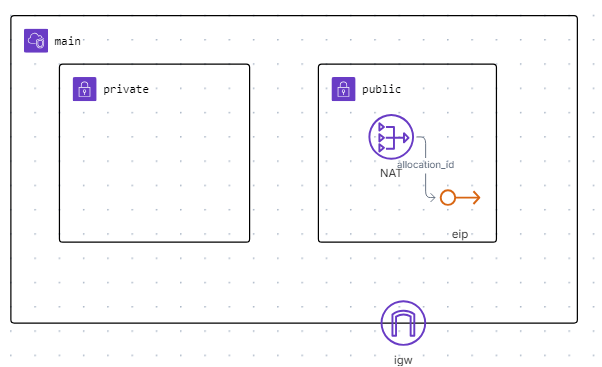 main
private
public
allocation_id
NAT
eip
igw